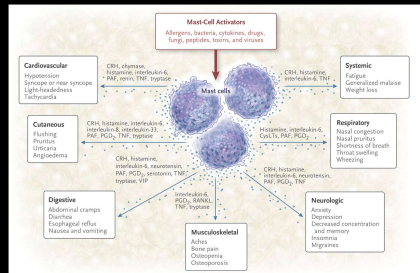 Mast-Cell Activators
Allergens, bacteria, cytokines, drugs,
fungi, peptides, toxins, and viruses
Cardiovascular
Hypotension
Syncope or near syncope
Light-headedness
Tachycardia
CRH, chymase,
histamine, interleukin-6,
PAF, renin, TNF, tryptase
Mast cells
CRH, histamine,
interleukin-6, TNF
Systemic
Fatigue
Generalized malaise
Weight loss
Cutaneous
Flushing
Pruritus
Urticaria
Angioedema
CRH, histamine, interleukin-6,
interleukin-8, interleukin-33,
PAF, PGD2, TNF, tryptase
Histamine, interleukin-6,
CysLTs, PAF, PGD2
Respiratory
Nasal congestion
Nasal pruritus
Shortness of breath
Throat swelling
Wheezing
Digestive
Abdominal cramps
Diarrhea
Esophageal reflux
Nausea and vomiting
CRH, histamine,
interleukin-6, neurotensin,
PAF, PGD2, serotonin, TNF,
tryptase, VIP
Interleukin-6,
PGD2, RANKL,
TNF, tryptase
Musculoskeletal
Aches
Bone pain
Osteopenia
Osteoporosis
CRH, histamine,
interleukin-6, neurotensin,
PAF, PGD2, TNF
Neurologic
Anxiety
Depression
Decreased concentration
and memory
Insomnia
Migraines